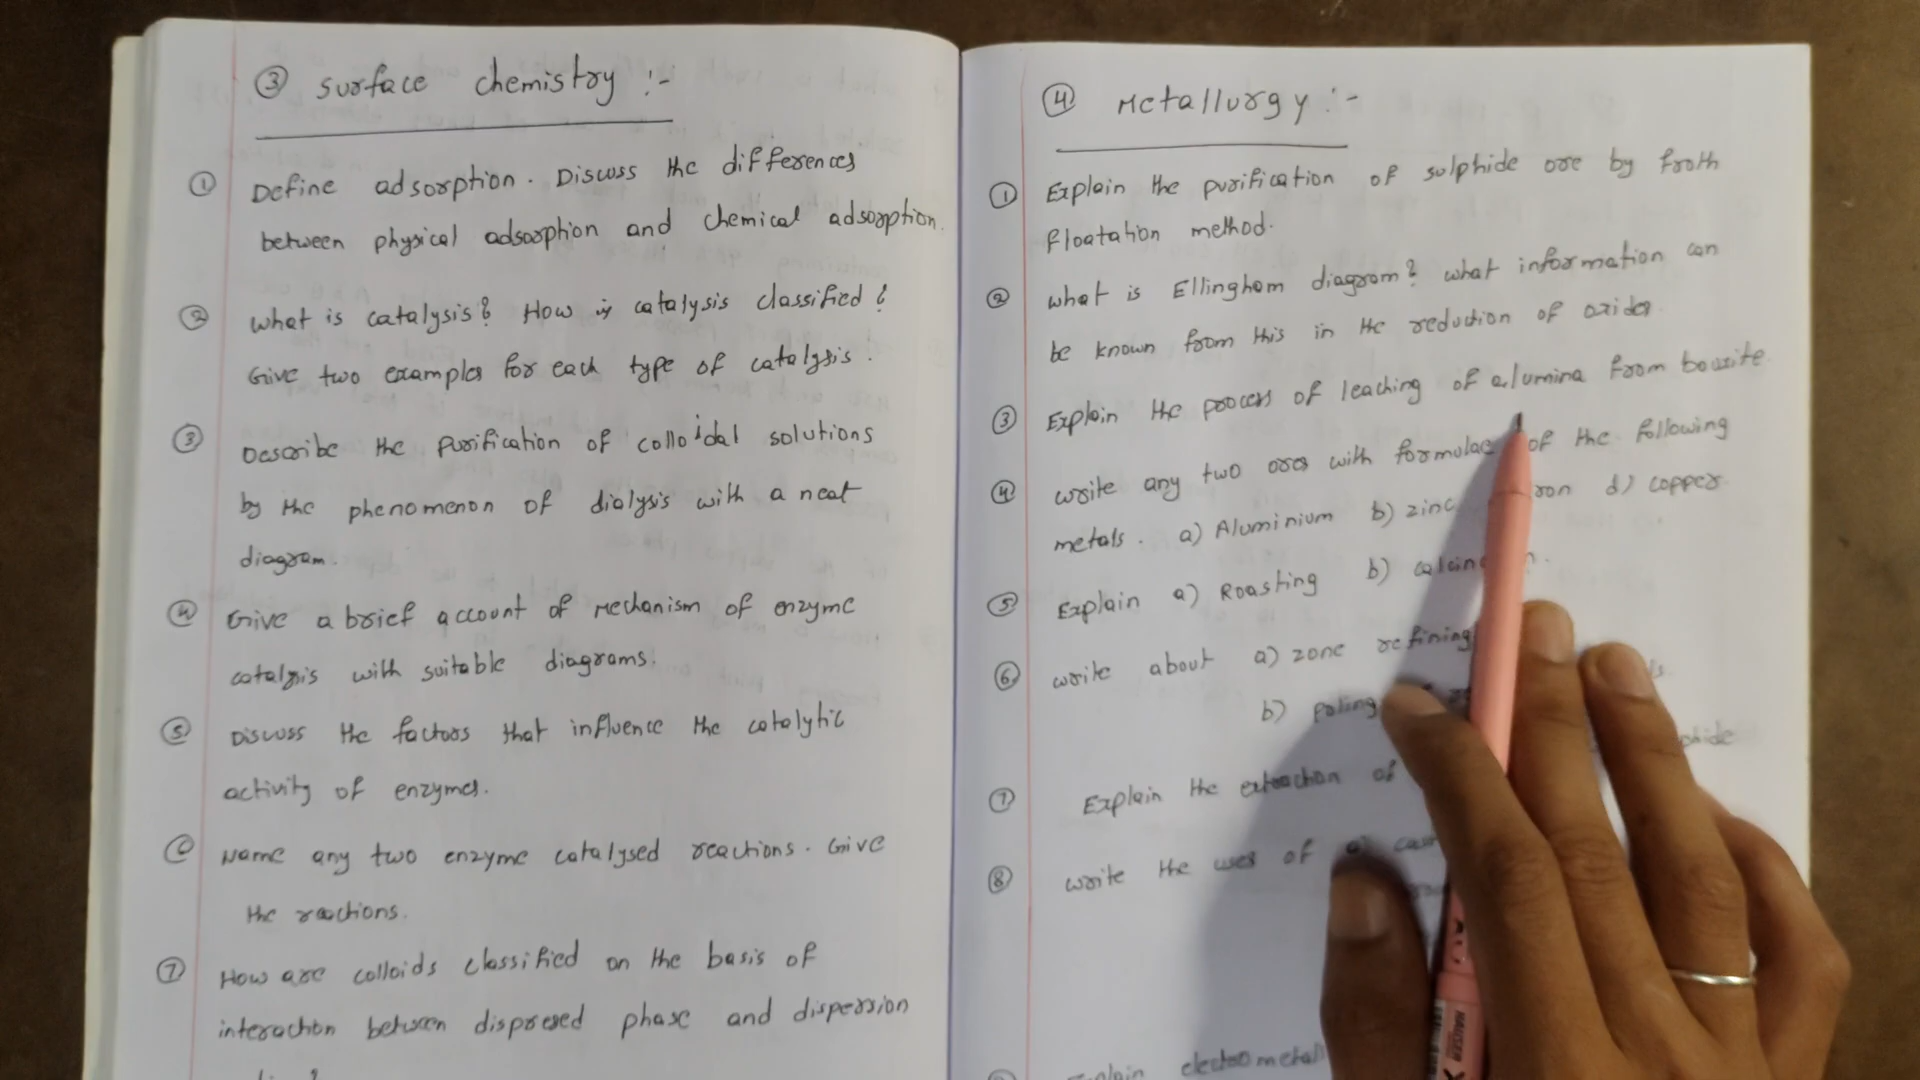 ③ Surface chemistry :-
① Define adsorption. Discuss the differences
between physical adsorption and chemical adsorption.
② What is catalysis? How is catalysis classified?
Give two examples for each type of catalysis.
③ Describe the purification of colloidal solutions
by the phenomenon of dialysis with a neat
diagram.
④ Give a brief account of mechanism of enzyme
catalysis with suitable diagrams.
⑤ Discuss the factors that influence the catalytic
activity of enzymes.
⑥ Name any two enzyme catalysed reactions. Give
the reactions.
⑦ How are colloids classified on the basis of
interaction between dispresed phase and dispersion
④ Metallurgy :-
① Explain the purification of sulphide ore by froth
floatation method.
② What is Ellingham diagram? What information can
be known from this in the reduction of oxides.
③ Explain the process of leaching of alumina from bauxite.
④ Write any two ores with formulae of the following
metals. a) Aluminium b) zinc ron d) copper.
⑤ Explain a) Roasting b) calcin n.
⑥ Write about a) zone refining
b) poling
phide
⑦ Explain the extraction of
⑧ Write the uses of a)
electrometall
HAUSER